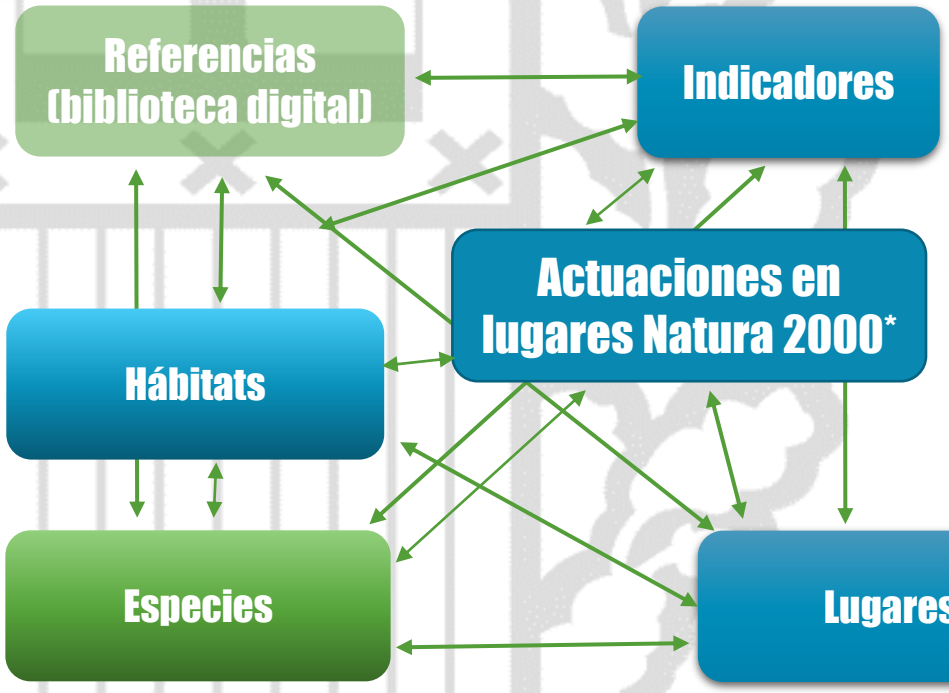 Referencias
(biblioteca digital)
Indicadores
Actuaciones en
lugares Natura 2000*
Hábitats
Especies
Lugares